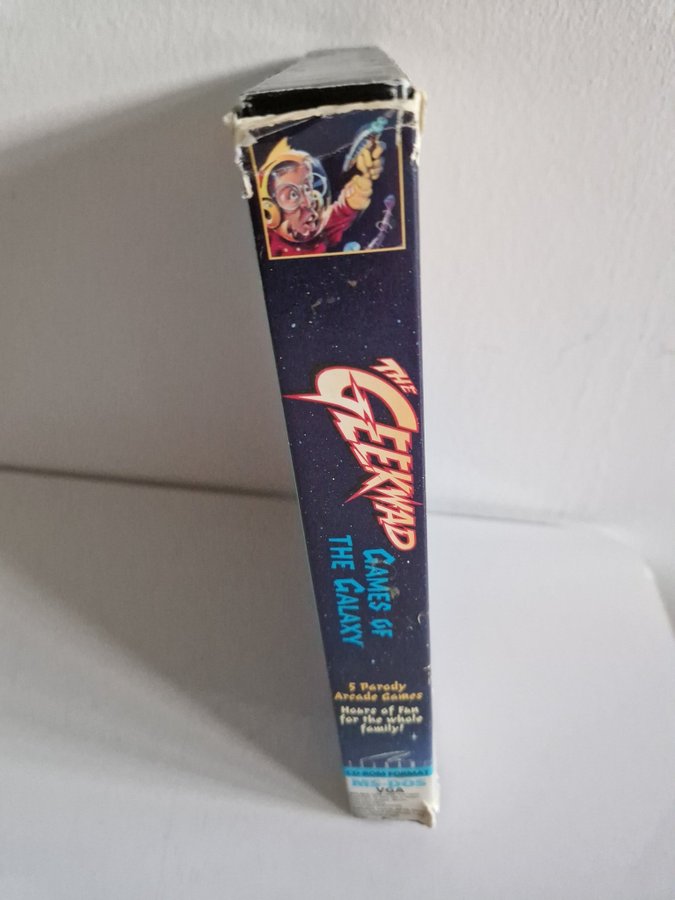 THE
GEEKWAD
GAMES OF
THE GALAXY
5 Parody
Arcade Games
Hours of Fun
for the whole
family!
CD-ROM FORMAT
MS-DOS
VGA